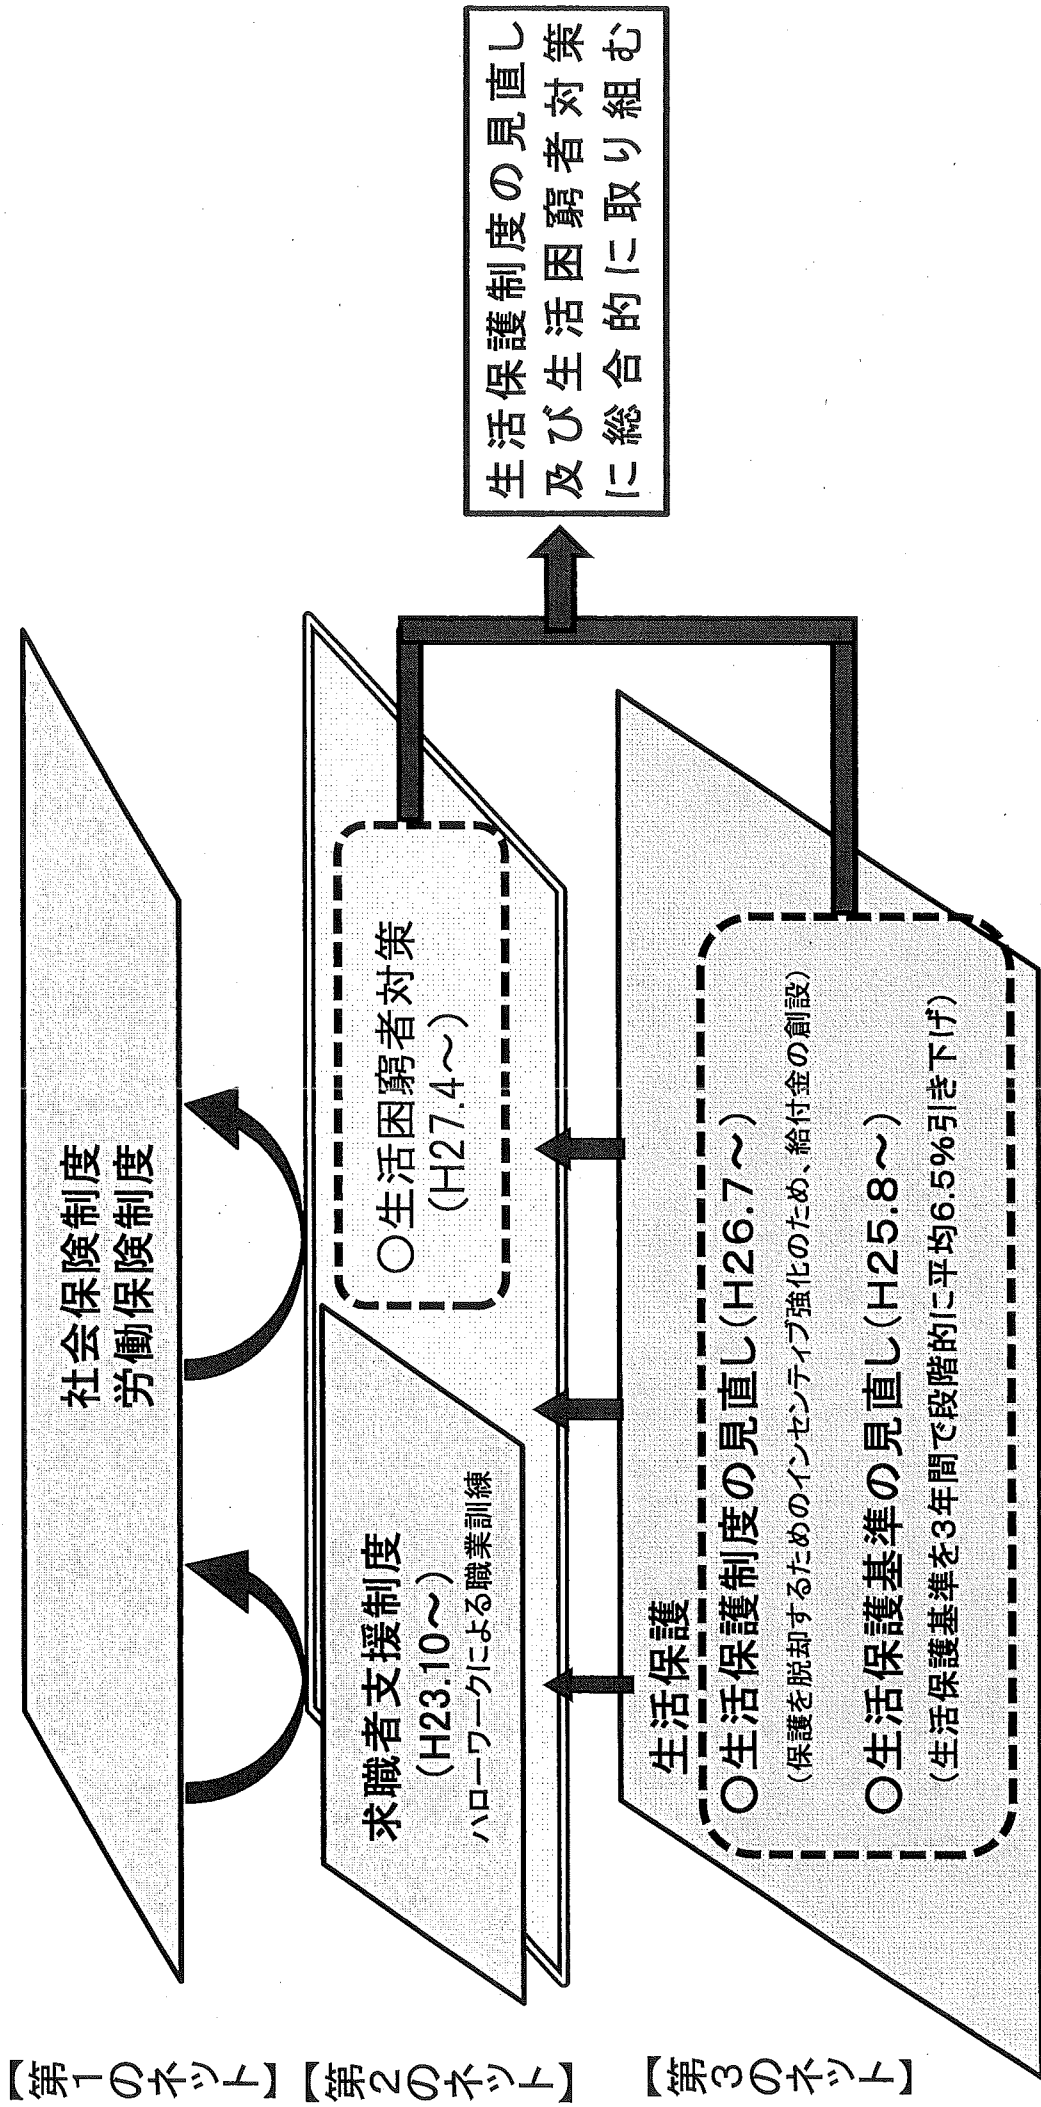 【第1のネット】
社会保険制度
労働保険制度
【第2のネット】
求職者支援制度
(H23.10～)
ハローワークによる職業訓練
○生活困窮者対策
(H27.4～)
【第3のネット】
生活保護
○生活保護制度の見直し(H26.7～)
(保護を脱却するためのインセンティブ強化のため、給付金の創設)
○生活保護基準の見直し(H25.8～)
(生活保護基準を3年間で段階的に平均6.5%引き下げ)
生活保護制度の見直し
及び生活困窮者対策
に総合的に取り組む